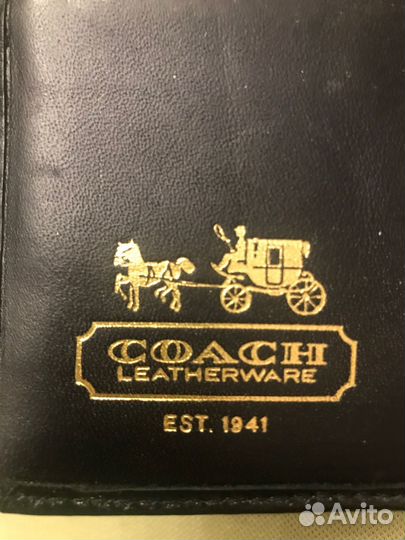 COACH
LEATHERWARE
EST. 1941
Avito